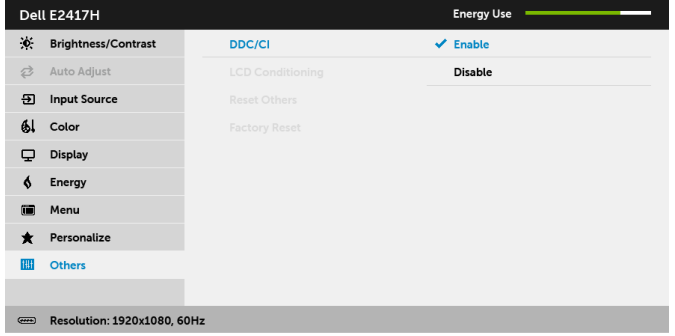 Dell E2417H Energy Use
Brightness/Contrast DDC/CI Enable
Auto Adjust LCD Conditioning Disable
Input Source Reset Others
Color Factory Reset
Display
Energy
Menu
Personalize
Others
Resolution: 1920x1080, 60Hz